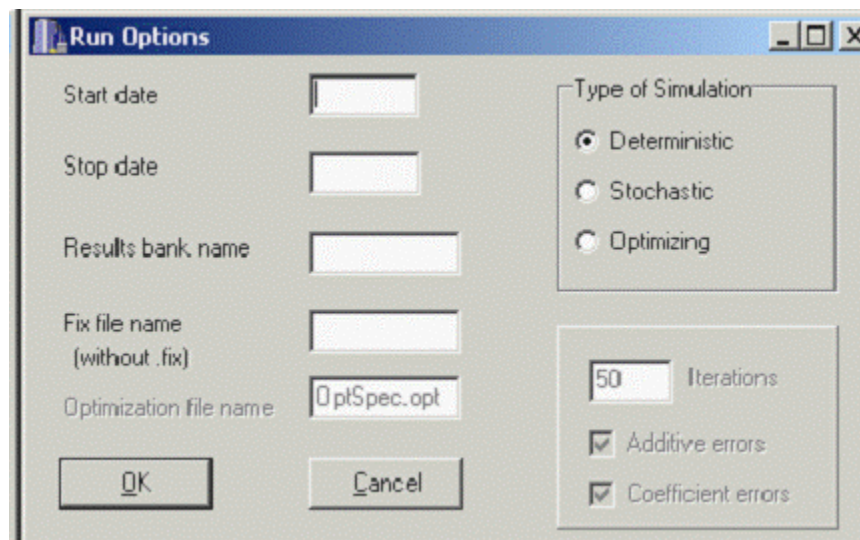 Run Options
Start date
Stop date
Results bank name
Fix file name
(without .fix)
Optimization file name
OptSpec.opt
OK
Cancel
Type of Simulation
Deterministic
Stochastic
Optimizing
50 Iterations
Additive errors
Coefficient errors